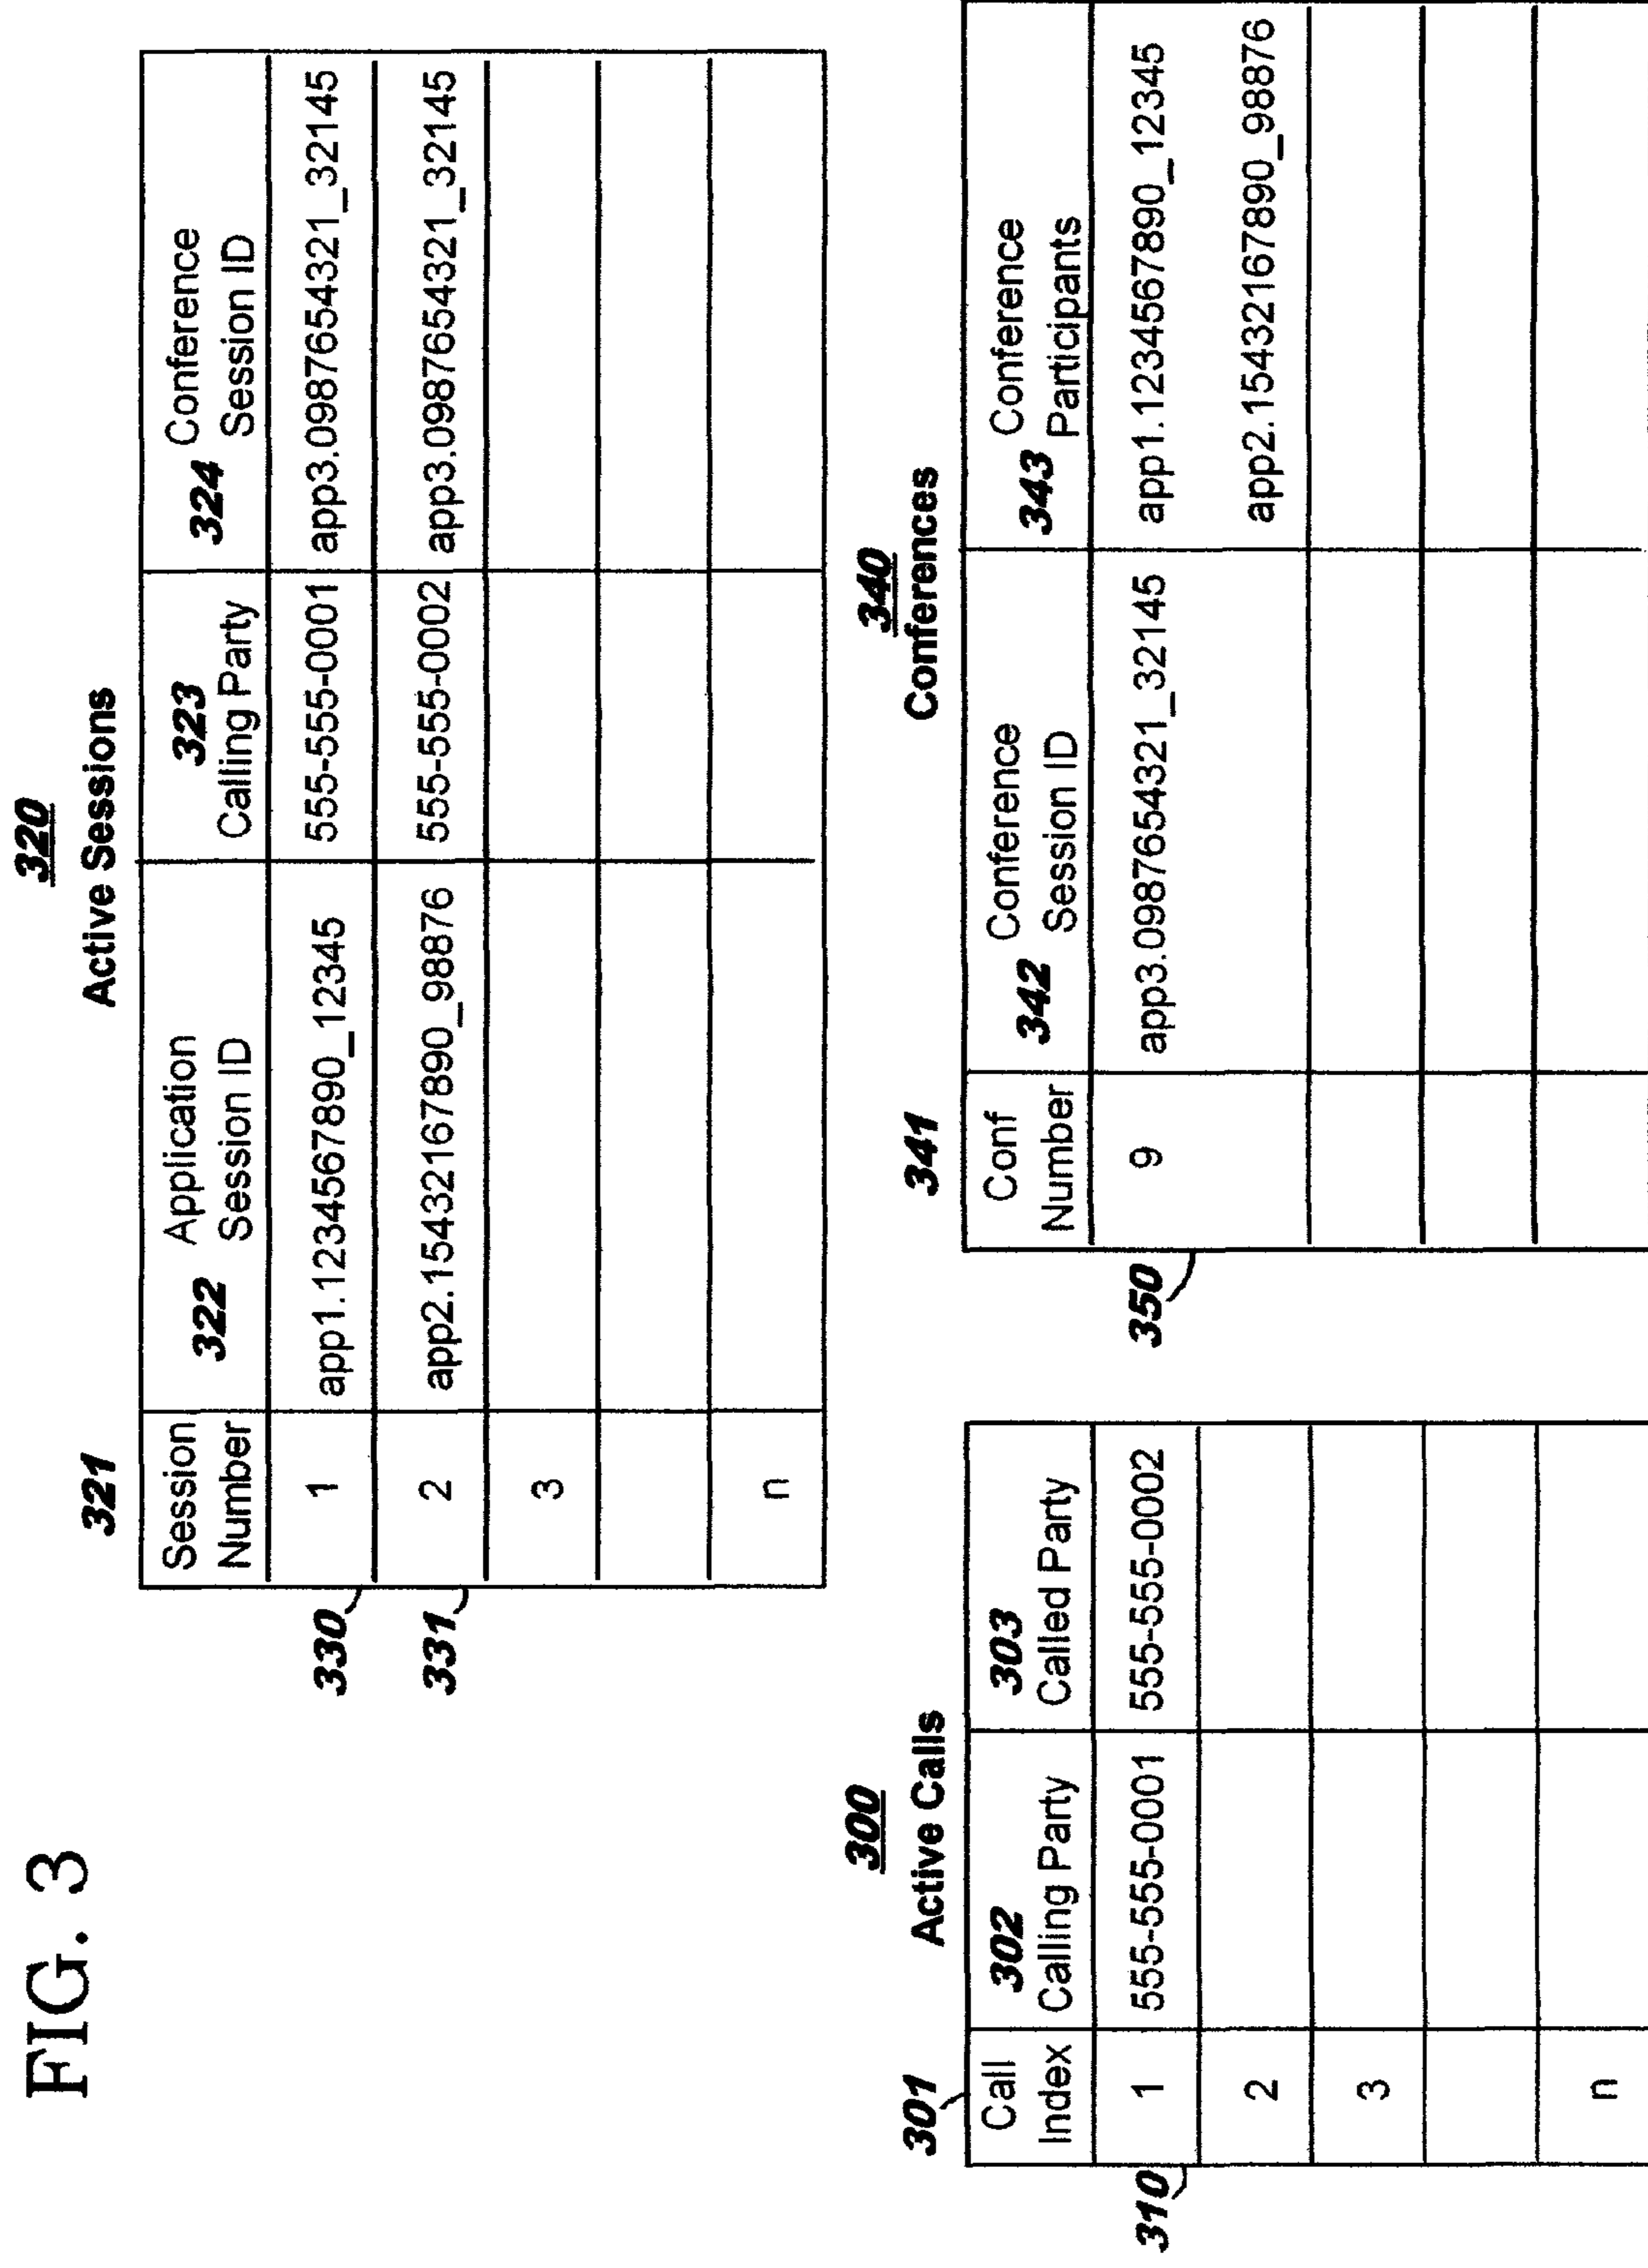 FIG. 3
320
Active Sessions
321
Session Number
322 Application Session ID
323 Calling Party
324 Conference Session ID
330
1 app1.1234567890_12345 555-555-0001 app3.0987654321_32145
331
2 app2.15432167890_98876 555-555-0002 app3.0987654321_32145
3
n
300
Active Calls
301
Call Index
302 Calling Party
303 Called Party
310
1 555-555-0001 555-555-0002
2
3
n
340
Conferences
341
Conf Number
342 Conference Session ID
343 Conference Participants
350
9 app3.0987654321_32145 app1.1234567890_12345
app2.15432167890_98876